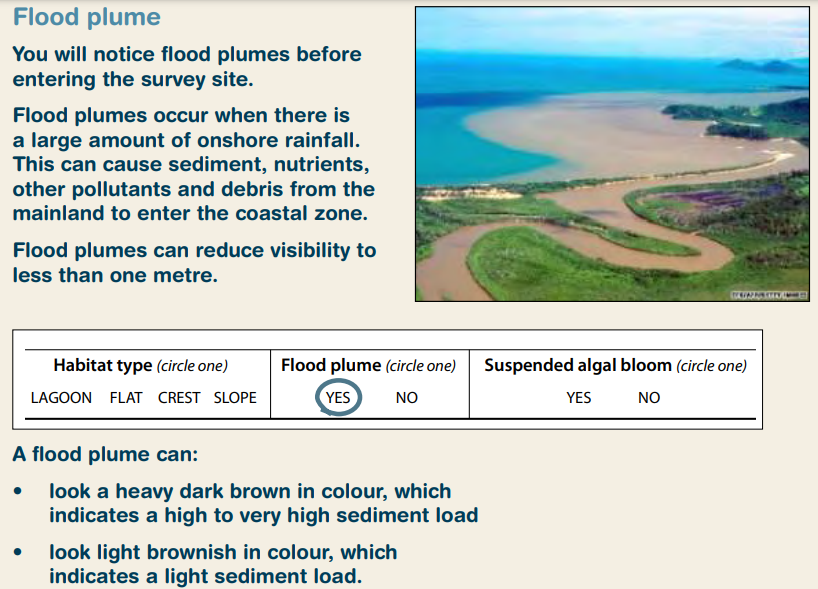 Flood plume
You will notice flood plumes before
entering the survey site.
Flood plumes occur when there is
a large amount of onshore rainfall.
This can cause sediment, nutrients,
other pollutants and debris from the
mainland to enter the coastal zone.
Flood plumes can reduce visibility to
less than one metre.
Habitat type (circle one) Flood plume (circle one) Suspended algal bloom (circle one)
LAGOON FLAT CREST SLOPE YES NO YES NO
A flood plume can:
• look a heavy dark brown in colour, which
indicates a high to very high sediment load
• look light brownish in colour, which
indicates a light sediment load.